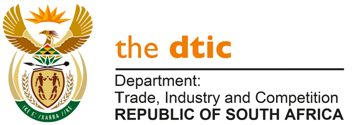 the dtic
Department:
Trade, Industry and Competition
REPUBLIC OF SOUTH AFRICA